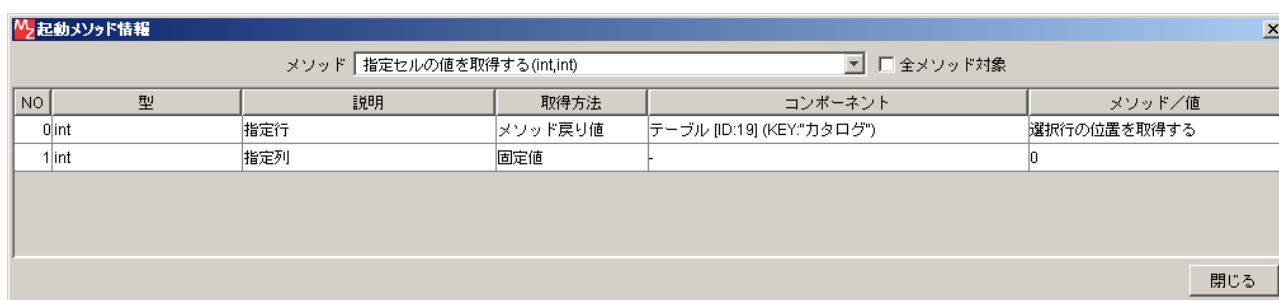 MZ 起動メソッド情報
メソッド 指定セルの値を取得する(int,int) 全メソッド対象
NO 型 説明 取得方法 コンポーネント メソッド／値
0 int 指定行 メソッド戻り値 テーブル [ID:19] (KEY:"カタログ") 選択行の位置を取得する
1 int 指定列 固定値 - 0
閉じる